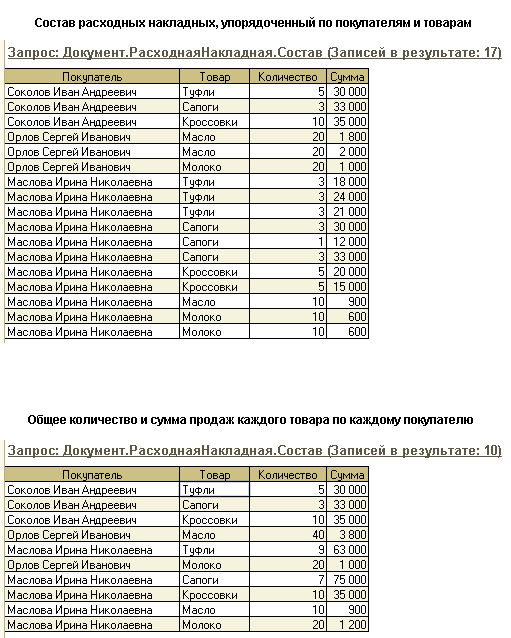 Состав расходных накладных, упорядоченный по покупателям и товарам
Запрос: Документ.РасходнаяНакладная.Состав (Записей в результате: 17)
Покупатель Товар Количество Сумма
Соколов Иван Андреевич Туфли 5 30 000
Соколов Иван Андреевич Сапоги 3 33 000
Соколов Иван Андреевич Кроссовки 10 35 000
Орлов Сергей Иванович Масло 20 1 800
Орлов Сергей Иванович Масло 20 2 000
Орлов Сергей Иванович Молоко 20 1 000
Маслова Ирина Николаевна Туфли 3 18 000
Маслова Ирина Николаевна Туфли 3 24 000
Маслова Ирина Николаевна Туфли 3 21 000
Маслова Ирина Николаевна Сапоги 3 30 000
Маслова Ирина Николаевна Сапоги 1 12 000
Маслова Ирина Николаевна Сапоги 3 33 000
Маслова Ирина Николаевна Кроссовки 5 20 000
Маслова Ирина Николаевна Кроссовки 5 15 000
Маслова Ирина Николаевна Масло 10 900
Маслова Ирина Николаевна Молоко 10 600
Маслова Ирина Николаевна Молоко 10 600
Общее количество и сумма продаж каждого товара по каждому покупателю
Запрос: Документ.РасходнаяНакладная.Состав (Записей в результате: 10)
Покупатель Товар Количество Сумма
Соколов Иван Андреевич Туфли 5 30 000
Соколов Иван Андреевич Сапоги 3 33 000
Соколов Иван Андреевич Кроссовки 10 35 000
Орлов Сергей Иванович Масло 40 3 800
Маслова Ирина Николаевна Туфли 9 63 000
Орлов Сергей Иванович Молоко 20 1 000
Маслова Ирина Николаевна Сапоги 7 75 000
Маслова Ирина Николаевна Кроссовки 10 35 000
Маслова Ирина Николаевна Масло 10 900
Маслова Ирина Николаевна Молоко 20 1 200